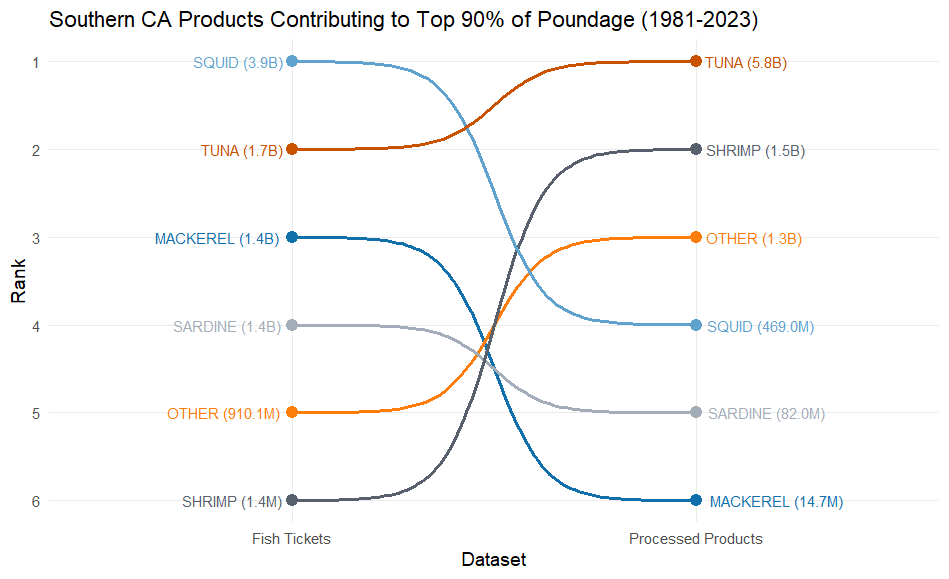 Southern CA Products Contributing to Top 90% of Poundage (1981-2023)
Rank
1
SQUID (3.9B)
TUNA (5.8B)
2
TUNA (1.7B)
SHRIMP (1.5B)
3
MACKEREL (1.4B)
OTHER (1.3B)
4
SARDINE (1.4B)
SQUID (469.0M)
5
OTHER (910.1M)
SARDINE (82.0M)
6
SHRIMP (1.4M)
MACKEREL (14.7M)
Fish Tickets
Processed Products
Dataset